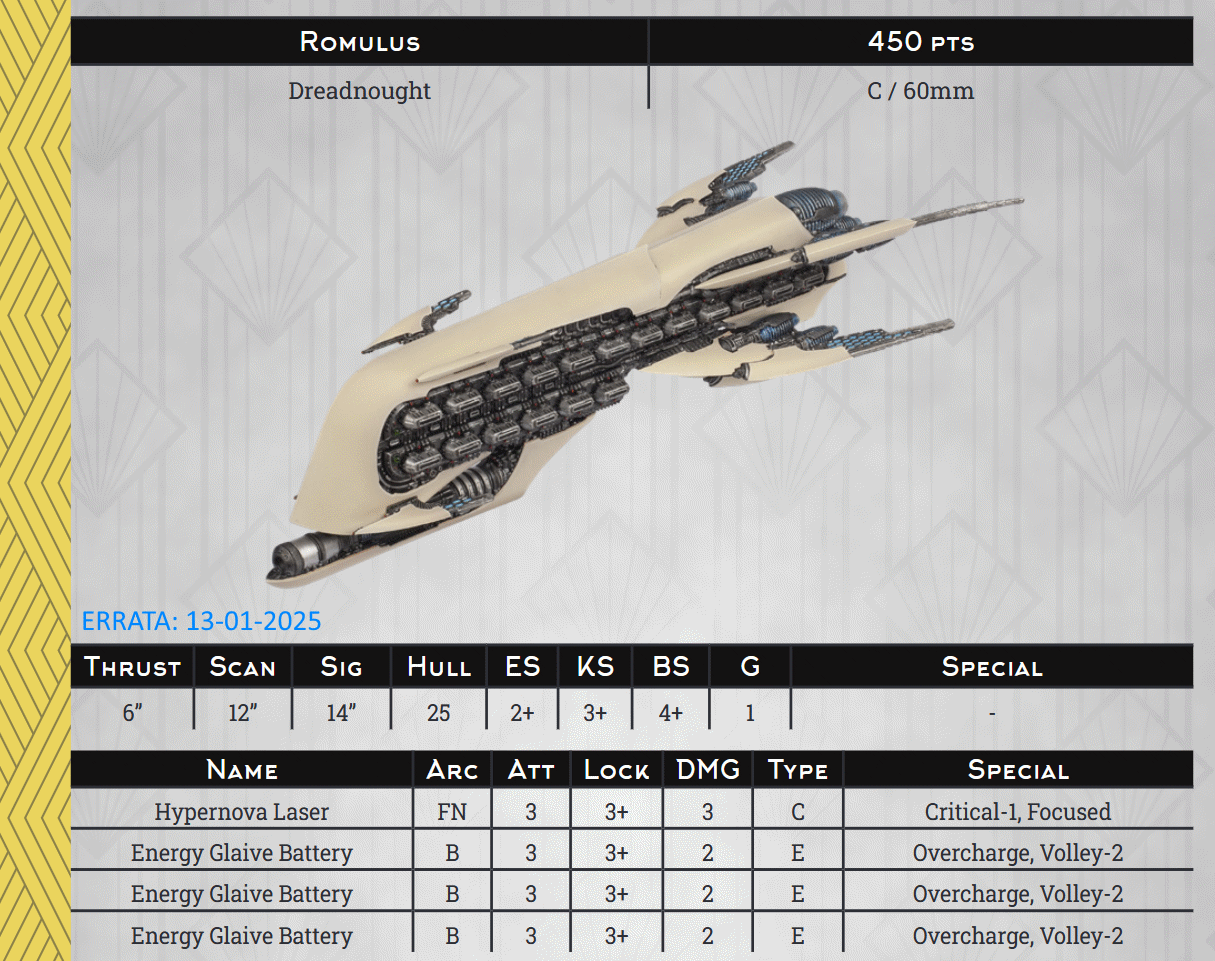 Romulus 450 pts
Dreadnought C / 60mm
ERRATA: 13-01-2025
Thrust Scan Sig Hull ES KS BS G Special
6” 12” 14” 25 2+ 3+ 4+ 1 -
Name Arc Att Lock DMG Type Special
Hypernova Laser FN 3 3+ 3 C Critical-1, Focused
Energy Glaive Battery B 3 3+ 2 E Overcharge, Volley-2
Energy Glaive Battery B 3 3+ 2 E Overcharge, Volley-2
Energy Glaive Battery B 3 3+ 2 E Overcharge, Volley-2